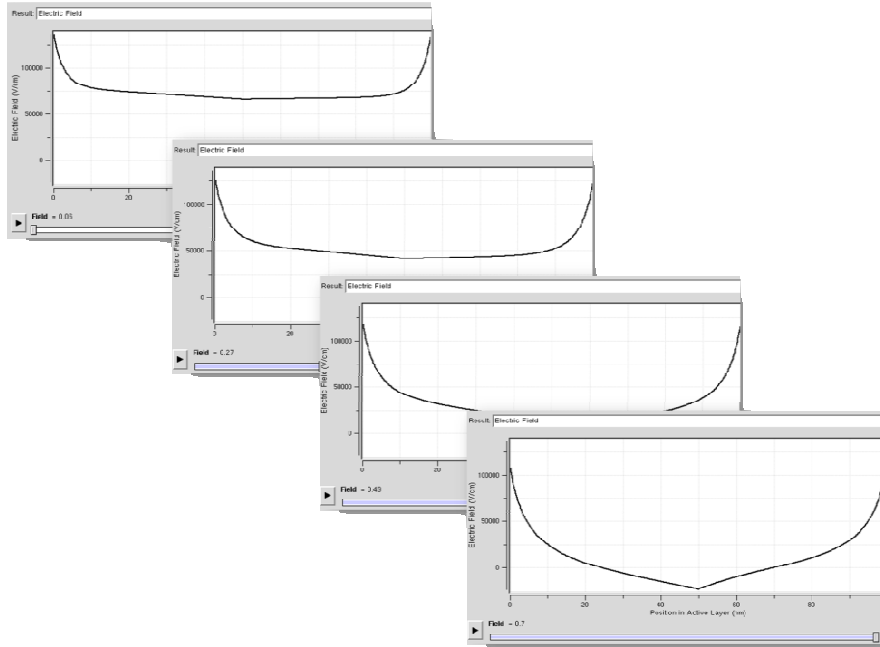 Result: Electric Field
100000
50000
0
Electric Field (V/cm)
0 20
Field = 0.05
Result: Electric Field
100000
50000
0
Electric Field (V/cm)
0 20
Field = 0.27
Result: Electric Field
100000
50000
0
Electric Field (V/cm)
0 20
Field = 0.49
Result: Electric Field
100000
50000
0
Electric Field (V/cm)
0 20 40 60 80
Position in Active Layer (nm)
Field = 0.7